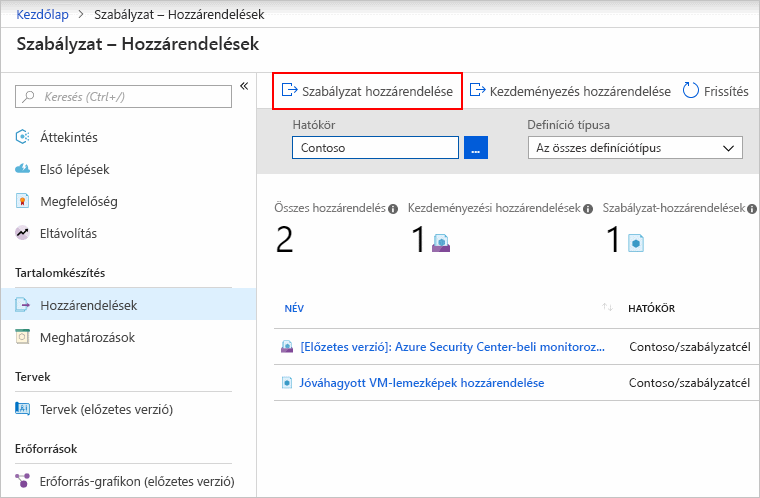 Kezdőlap > Szabályzat – Hozzárendelések
Szabályzat – Hozzárendelések
Keresés (Ctrl+/)
«
Áttekintés
Első lépések
Megfelelőség
Eltávolítás
Tartalomkészítés
Hozzárendelések
Meghatározások
Tervek
Tervek (előzetes verzió)
Erőforrások
Erőforrás-grafikon (előzetes verzió)
Szabályzat hozzárendelése Kezdeményezés hozzárendelése Frissítés
Hatókör Definíció típusa
Contoso ... Az összes definíciótípus
Összes hozzárendelés Kezdeményezési hozzárendelések Szabályzat-hozzárendelések
2 1 1
NÉV HATÓKÖR
[Előzetes verzió]: Azure Security Center-beli monitoroz... Contoso/szabályzatcél
Jóváhagyott VM-lemezképek hozzárendelése Contoso/szabályzatcél